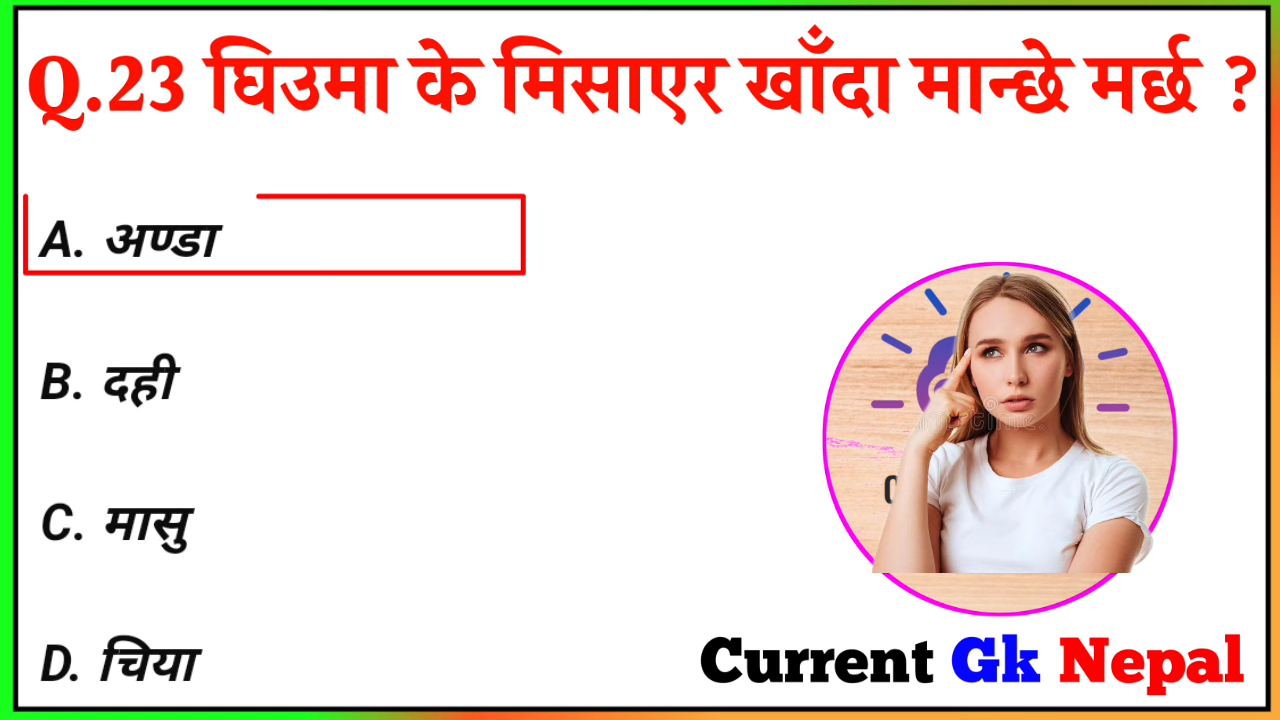 Q.23 घिउमा के मिसाएर खाँदा मान्छे मर्छ ?
A. अण्डा
B. दही
C. मासु
D. चिया
Current Gk Nepal